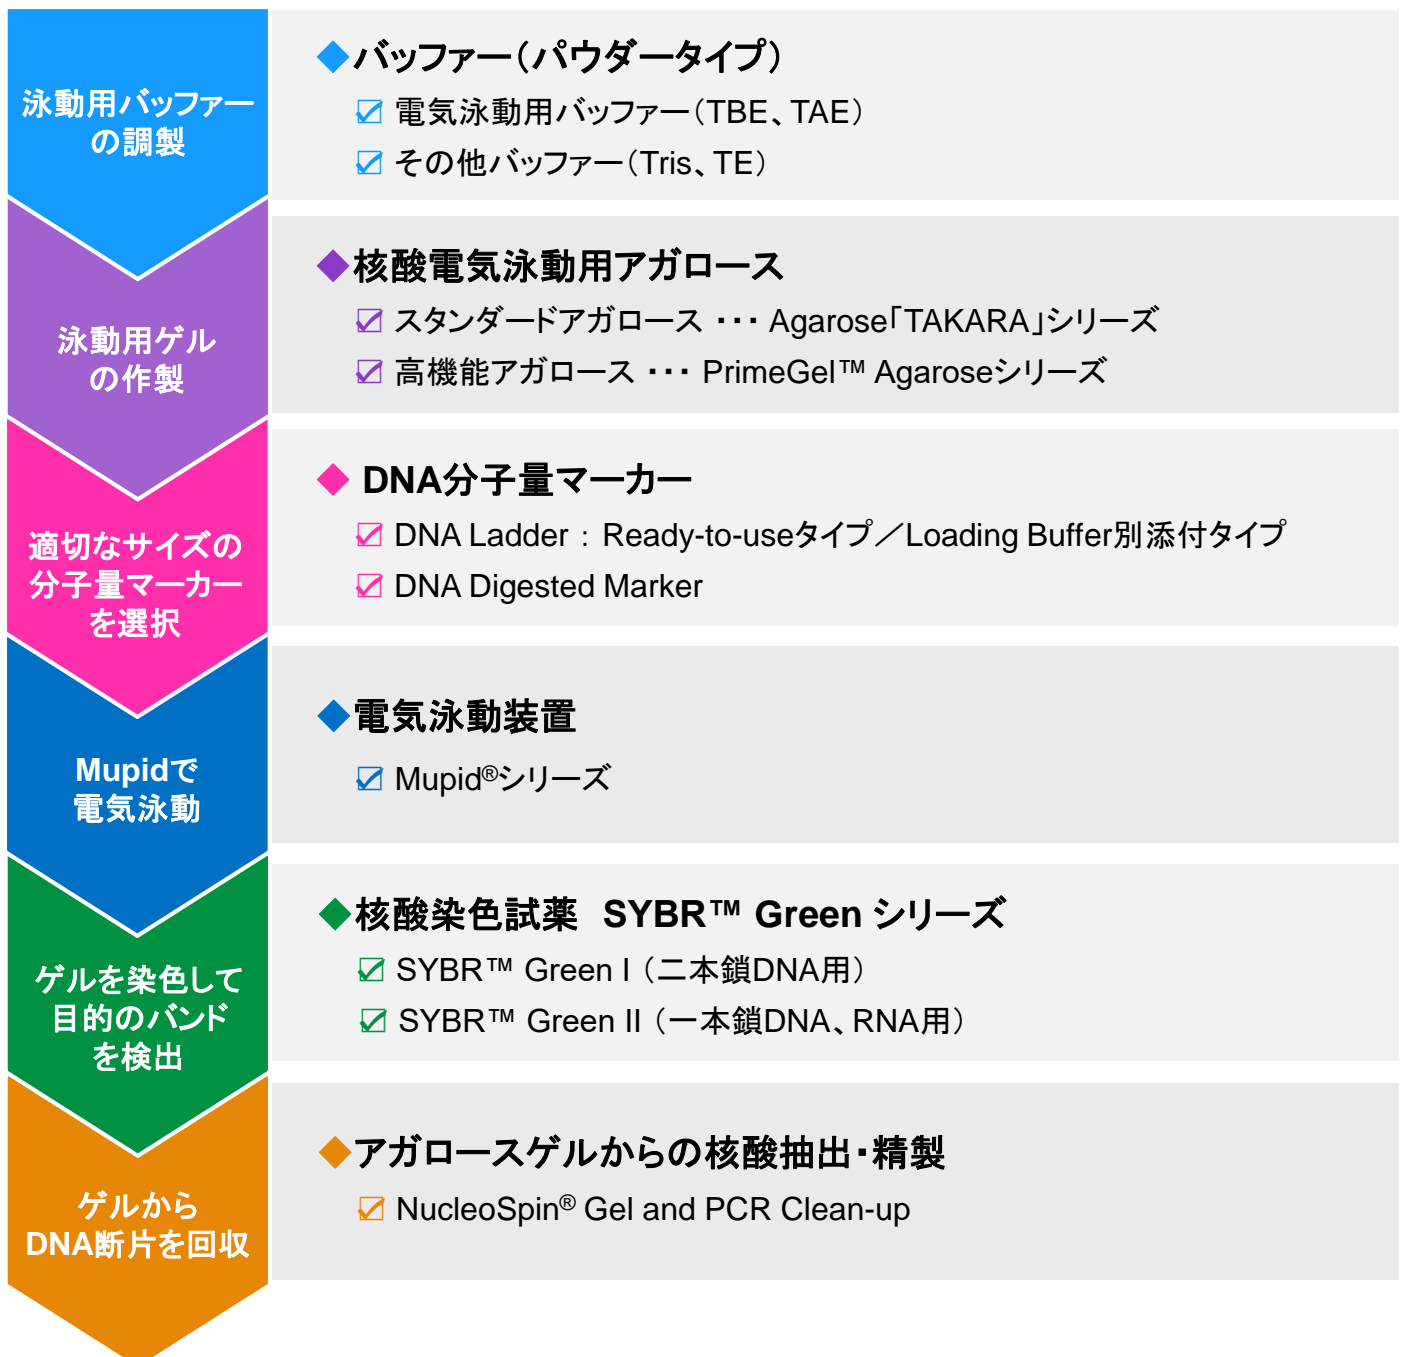 泳動用バッファー
の調製
◆バッファー（パウダータイプ）
☑ 電気泳動用バッファー（TBE、TAE）
☑ その他バッファー（Tris、TE）
泳動用ゲル
の作製
◆核酸電気泳動用アガロース
☑ スタンダードアガロース ･･･ Agarose｢TAKARA｣シリーズ
☑ 高機能アガロース ･･･ PrimeGel™ Agaroseシリーズ
適切なサイズの
分子量マーカー
を選択
◆ DNA分子量マーカー
☑ DNA Ladder : Ready-to-useタイプ／Loading Buffer別添付タイプ
☑ DNA Digested Marker
Mupidで
電気泳動
◆電気泳動装置
☑ Mupid®シリーズ
ゲルを染色して
目的のバンド
を検出
◆核酸染色試薬　SYBR™ Green シリーズ
☑ SYBR™ Green I（二本鎖DNA用）
☑ SYBR™ Green II（一本鎖DNA、RNA用）
ゲルから
DNA断片を回収
◆アガロースゲルからの核酸抽出・精製
☑ NucleoSpin® Gel and PCR Clean-up